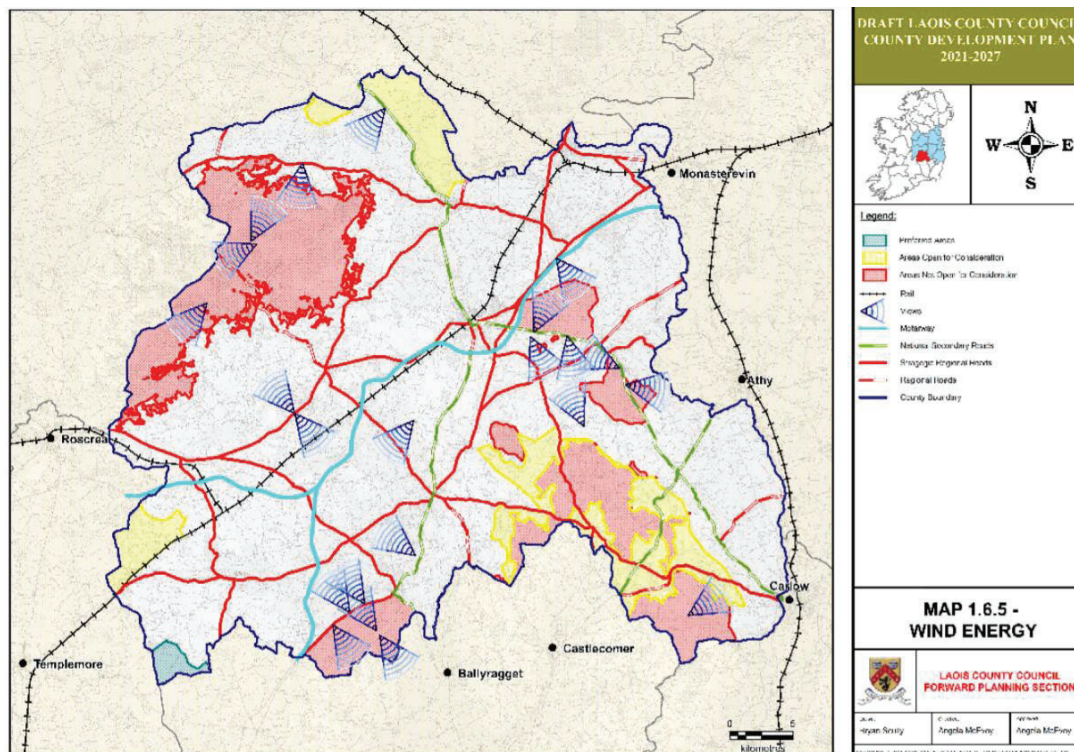 DRAFT LAOIS COUNTY COUNCIL
COUNTY DEVELOPMENT PLAN
2021-2027
N
W
E
S
Monasterevin
Athy
Roscrea
Carlow
Templemore
Castlecomer
Ballyragget
0
5
kilometres
Legend:
Preferred Areas
Areas Open for Consideration
Areas Not Open for Consideration
Rail
Views
Motorway
National Secondary Roads
Strategic Regional Roads
Regional Roads
County Boundary
MAP 1.6.5 -
WIND ENERGY
LAOIS COUNTY COUNCIL
FORWARD PLANNING SECTION
Angela McEvoy
Angela McEvoy